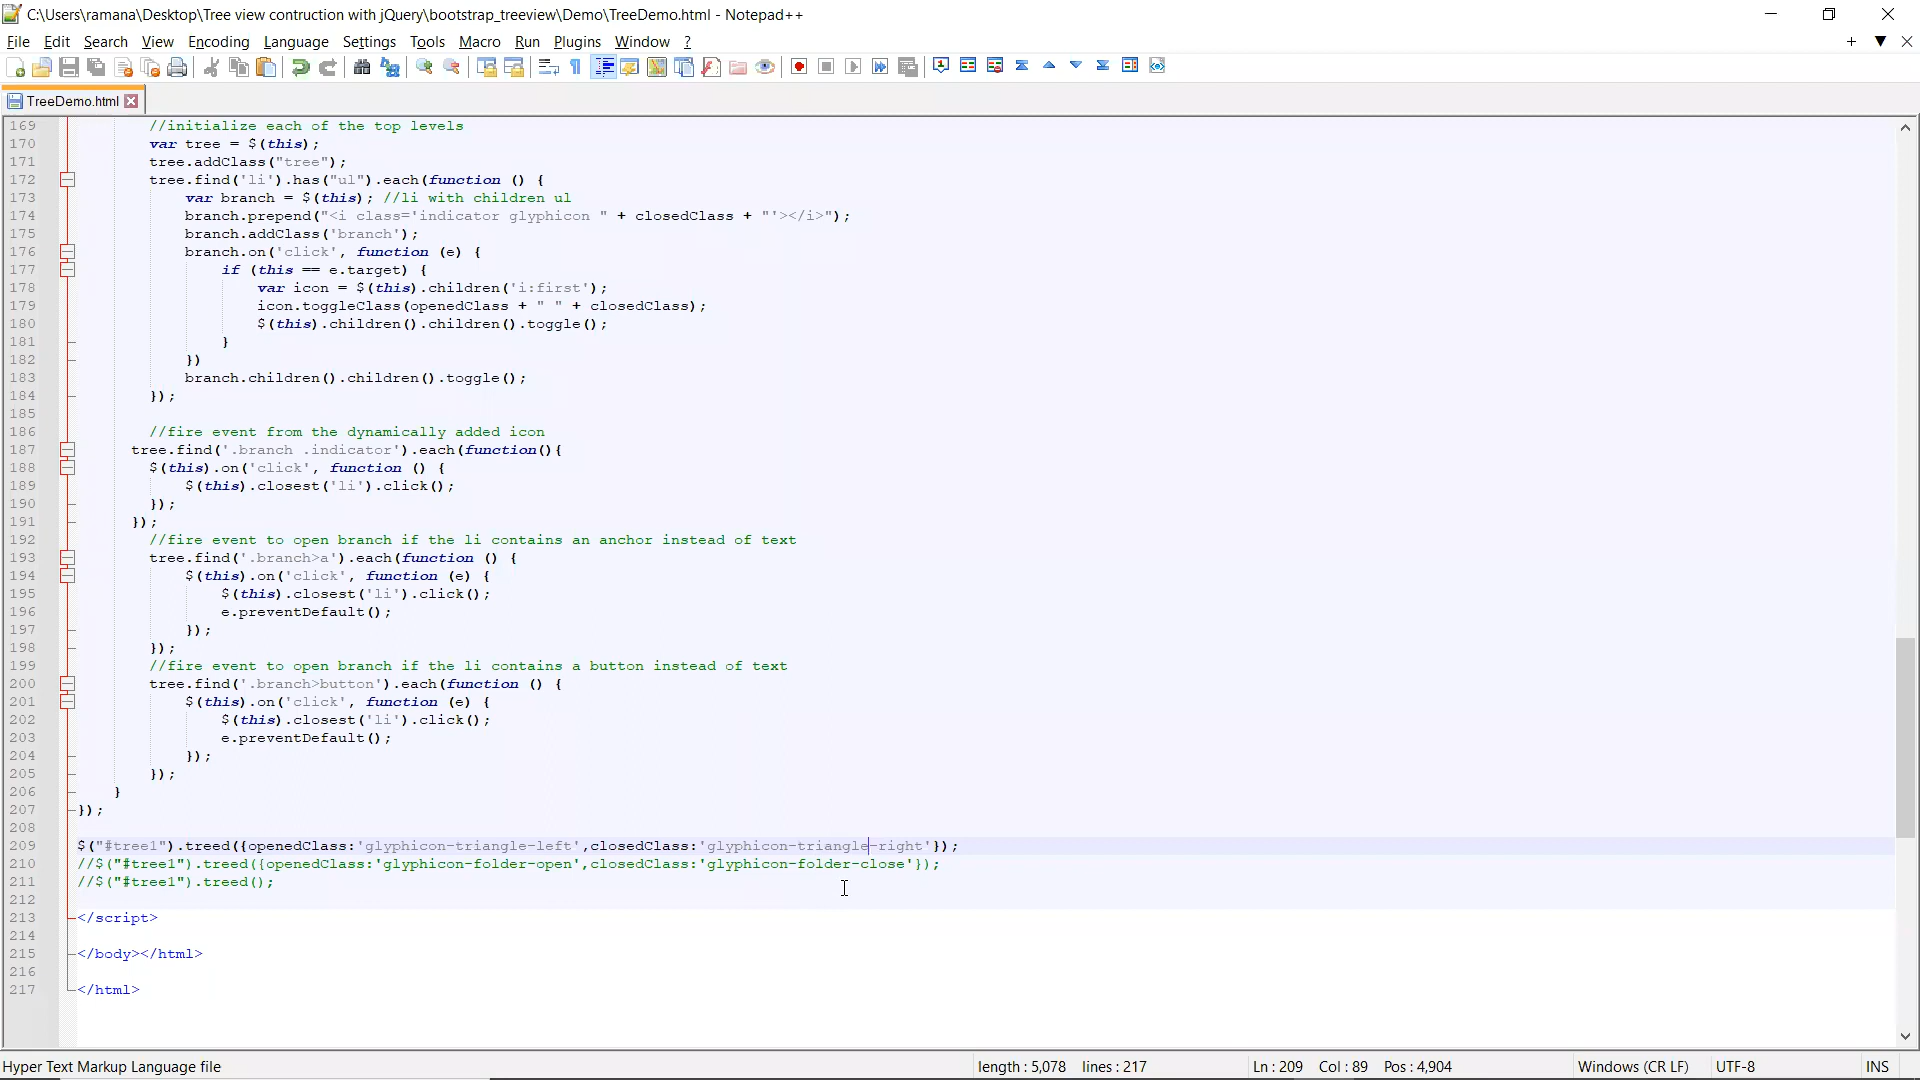 C:\Users\ramana\Desktop\Tree view contruction with jQuery\bootstrap_treeview\Demo\TreeDemo.html - Notepad++
File Edit Search View Encoding Language Settings Tools Macro Run Plugins Window ?
TreeDemo.html
169 //initialize each of the top levels
170 var tree = $(this);
171 tree.addClass("tree");
172 tree.find('li').has("ul").each(function () {
173 var branch = $(this); //li with children ul
174 branch.prepend("<i class='indicator glyphicon " + closedClass + "'></i>");
175 branch.addClass('branch');
176 branch.on('click', function (e) {
177 if (this == e.target) {
178 var icon = $(this).children('i:first');
179 icon.toggleClass(openedClass + " " + closedClass);
180 $(this).children().children().toggle();
181 }
182 })
183 branch.children().children().toggle();
184 });
185
186 //fire event from the dynamically added icon
187 tree.find('.branch .indicator').each(function(){
188 $(this).on('click', function () {
189 $(this).closest('li').click();
190 });
191 });
192 //fire event to open branch if the li contains an anchor instead of text
193 tree.find('.branch>a').each(function () {
194 $(this).on('click', function (e) {
195 $(this).closest('li').click();
196 e.preventDefault();
197 });
198 });
199 //fire event to open branch if the li contains a button instead of text
200 tree.find('.branch>button').each(function () {
201 $(this).on('click', function (e) {
202 $(this).closest('li').click();
203 e.preventDefault();
204 });
205 });
206 }
207 });
208
209 $("#tree1").treed({openedClass:'glyphicon-triangle-left',closedClass:'glyphicon-triangle-right'});
210 //$("#tree1").treed({openedClass:'glyphicon-folder-open',closedClass:'glyphicon-folder-close'});
211 //$("#tree1").treed();
212
213 </script>
214
215 </body></html>
216
217 </html>
Hyper Text Markup Language file length : 5,078 lines : 217 Ln : 209 Col : 89 Pos : 4,904 Windows (CR LF) UTF-8 INS